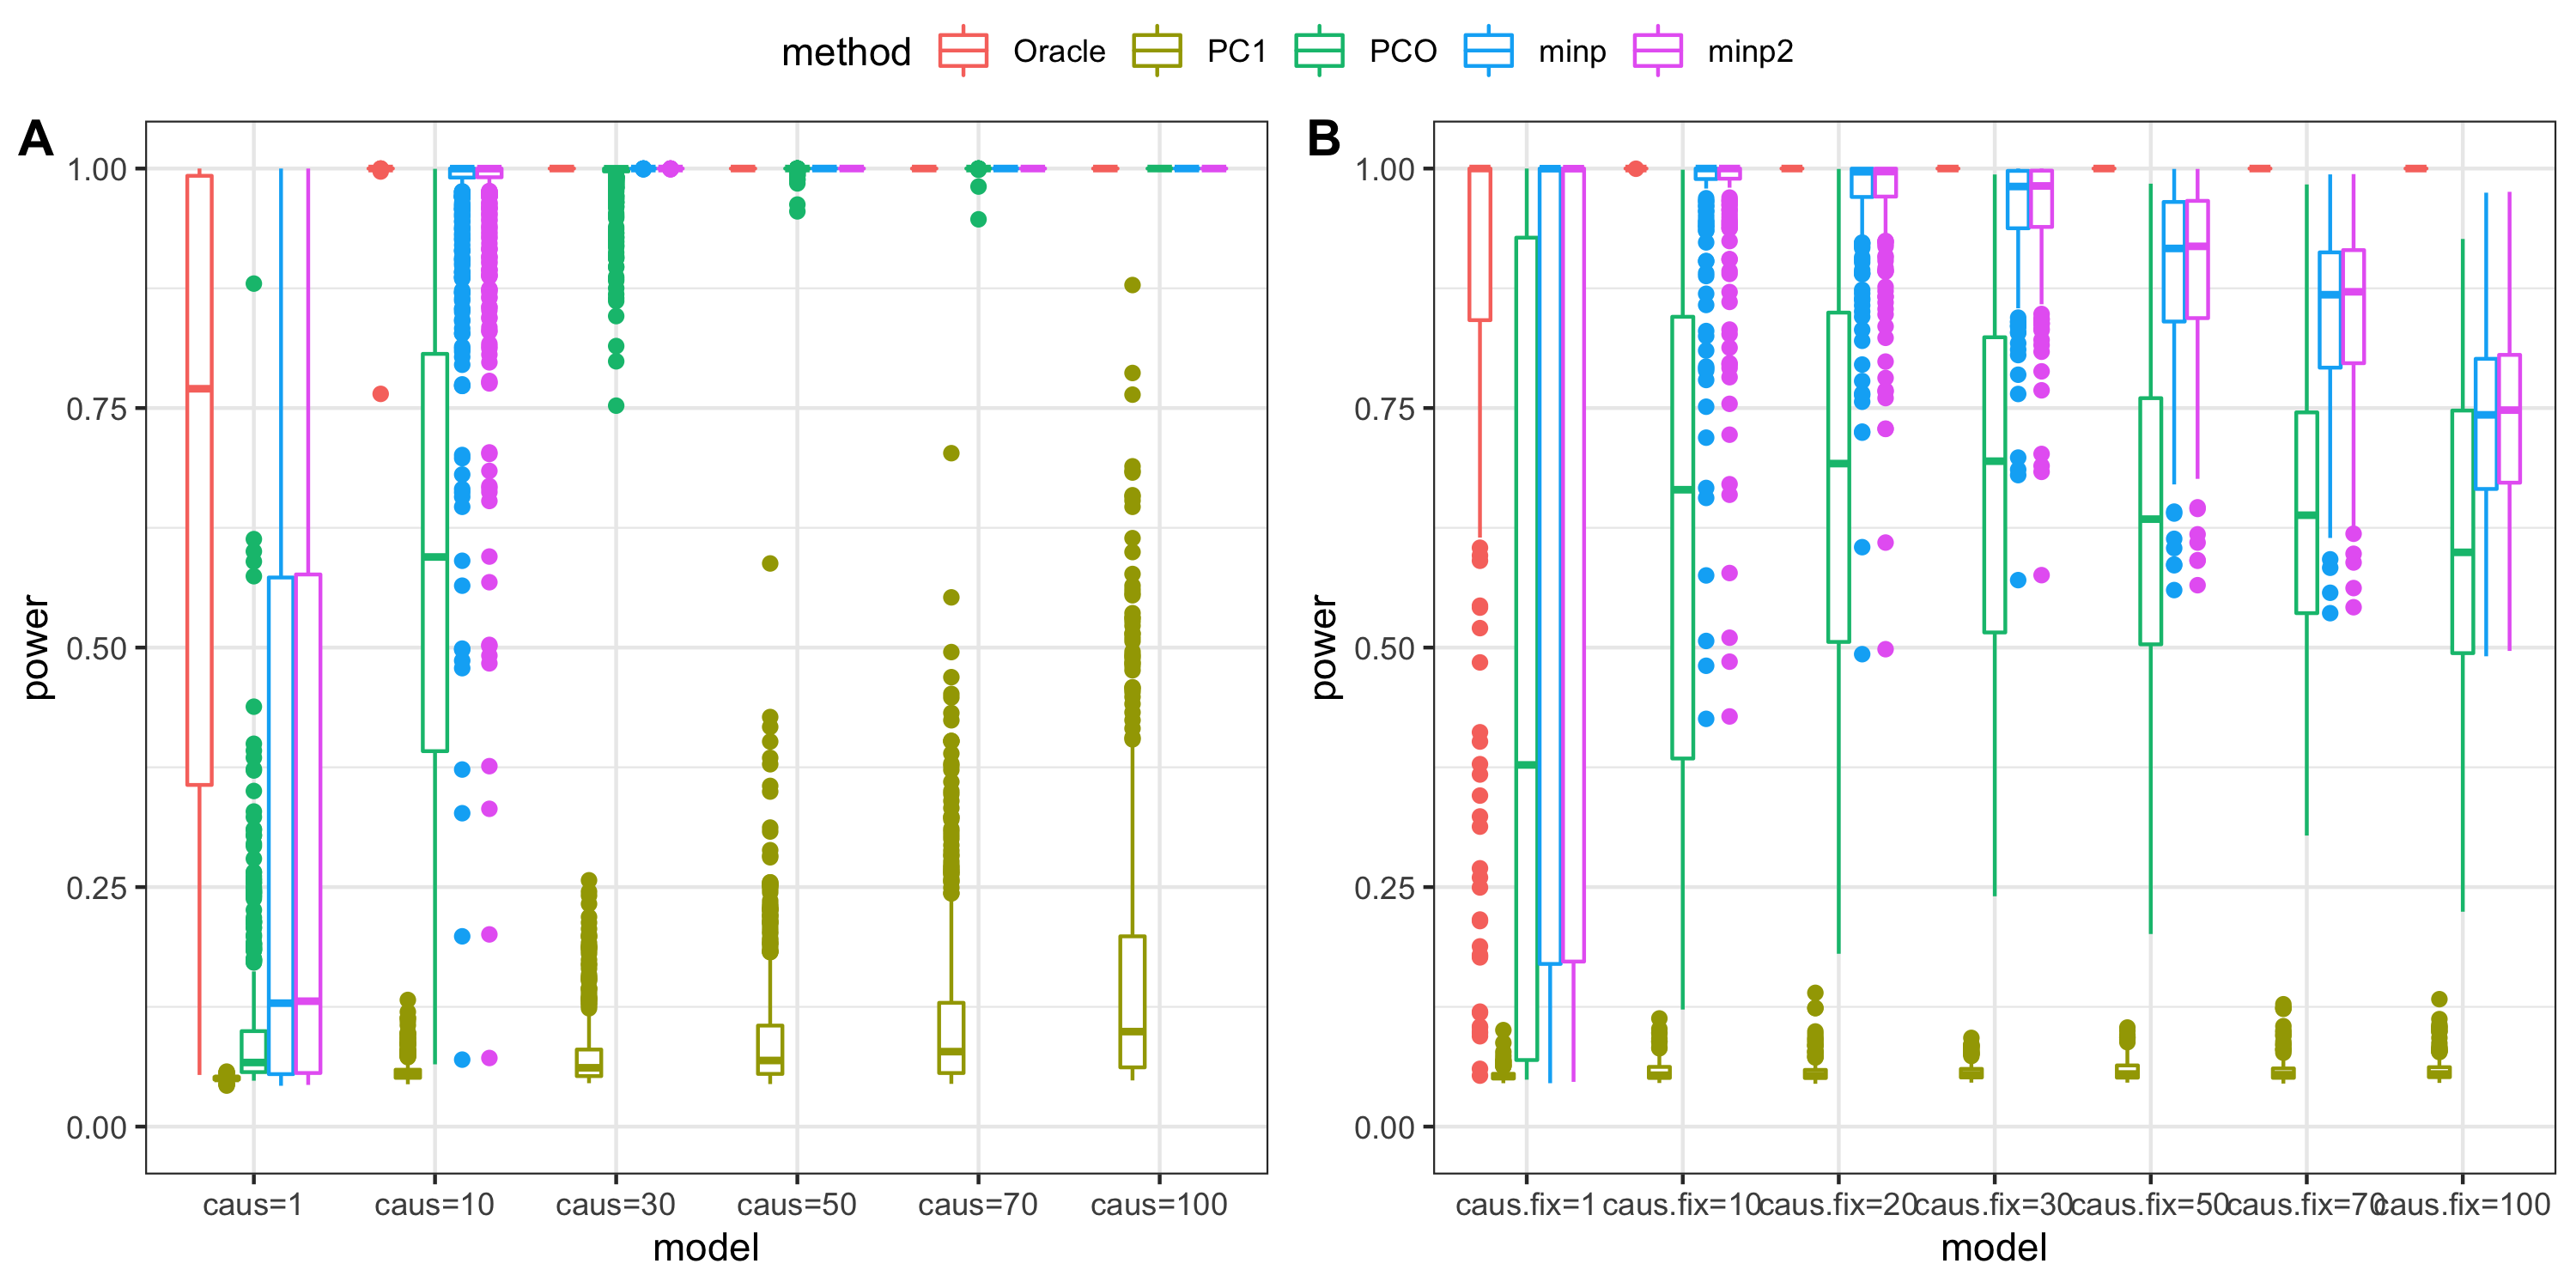 method Oracle PC1 PCO minp minp2
A
B
1.00
0.75
0.50
0.25
0.00
power
caus=1 caus=10 caus=30 caus=50 caus=70 caus=100
model
1.00
0.75
0.50
0.25
0.00
power
caus.fix=1 caus.fix=10 caus.fix=20 caus.fix=30 caus.fix=50 caus.fix=70 caus.fix=100
model